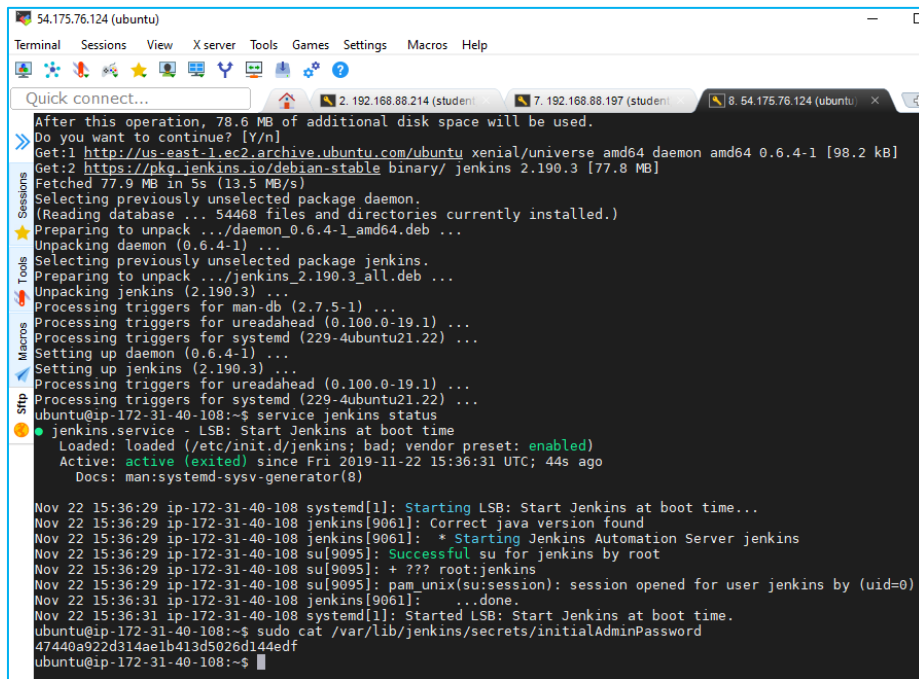 54.175.76.124 (ubuntu)
Terminal Sessions View X server Tools Games Settings Macros Help
Quick connect... 2. 192.168.88.214 (student 7. 192.168.88.197 (student 8. 54.175.76.124 (ubuntu)
Sessions
Tools
Macros
Sftp
After this operation, 78.6 MB of additional disk space will be used.
Do you want to continue? [Y/n]
Get:1 http://us-east-1.ec2.archive.ubuntu.com/ubuntu xenial/universe amd64 daemon amd64 0.6.4-1 [98.2 kB]
Get:2 https://pkg.jenkins.io/debian-stable binary/ jenkins 2.190.3 [77.8 MB]
Fetched 77.9 MB in 5s (13.5 MB/s)
Selecting previously unselected package daemon.
(Reading database ... 54468 files and directories currently installed.)
Preparing to unpack .../daemon_0.6.4-1_amd64.deb ...
Unpacking daemon (0.6.4-1) ...
Selecting previously unselected package jenkins.
Preparing to unpack .../jenkins_2.190.3_all.deb ...
Unpacking jenkins (2.190.3) ...
Processing triggers for man-db (2.7.5-1) ...
Processing triggers for ureadahead (0.100.0-19.1) ...
Processing triggers for systemd (229-4ubuntu21.22) ...
Setting up daemon (0.6.4-1) ...
Setting up jenkins (2.190.3) ...
Processing triggers for ureadahead (0.100.0-19.1) ...
Processing triggers for systemd (229-4ubuntu21.22) ...
ubuntu@ip-172-31-40-108:~$ service jenkins status
● jenkins.service - LSB: Start Jenkins at boot time
Loaded: loaded (/etc/init.d/jenkins; bad; vendor preset: enabled)
Active: active (exited) since Fri 2019-11-22 15:36:31 UTC; 44s ago
Docs: man:systemd-sysv-generator(8)
Nov 22 15:36:29 ip-172-31-40-108 systemd[1]: Starting LSB: Start Jenkins at boot time...
Nov 22 15:36:29 ip-172-31-40-108 jenkins[9061]: Correct java version found
Nov 22 15:36:29 ip-172-31-40-108 jenkins[9061]: * Starting Jenkins Automation Server jenkins
Nov 22 15:36:29 ip-172-31-40-108 su[9095]: Successful su for jenkins by root
Nov 22 15:36:29 ip-172-31-40-108 su[9095]: + ??? root:jenkins
Nov 22 15:36:29 ip-172-31-40-108 su[9095]: pam_unix(su:session): session opened for user jenkins by (uid=0)
Nov 22 15:36:31 ip-172-31-40-108 jenkins[9061]: ...done.
Nov 22 15:36:31 ip-172-31-40-108 systemd[1]: Started LSB: Start Jenkins at boot time.
ubuntu@ip-172-31-40-108:~$ sudo cat /var/lib/jenkins/secrets/initialAdminPassword
47440a922d314ae1b413d5026d144edf
ubuntu@ip-172-31-40-108:~$